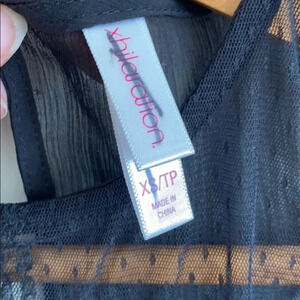 xhilaration.
XS/TP
MADE IN
CHINA